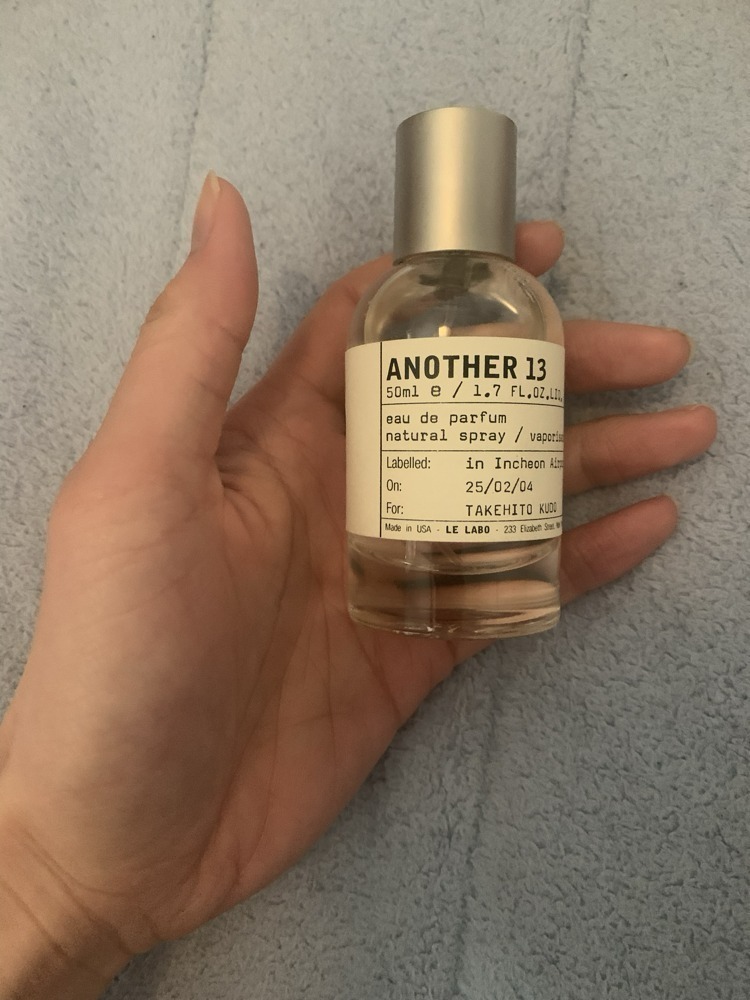 ANOTHER 13
50ml e / 1.7 FL.OZ.LIQ.
eau de parfum
natural spray /
Labelled: in Incheon
On: 25/02/04
For: TAKEHITO KUDO
Made in USA - LE LABO - 233 Elizabeth Street,